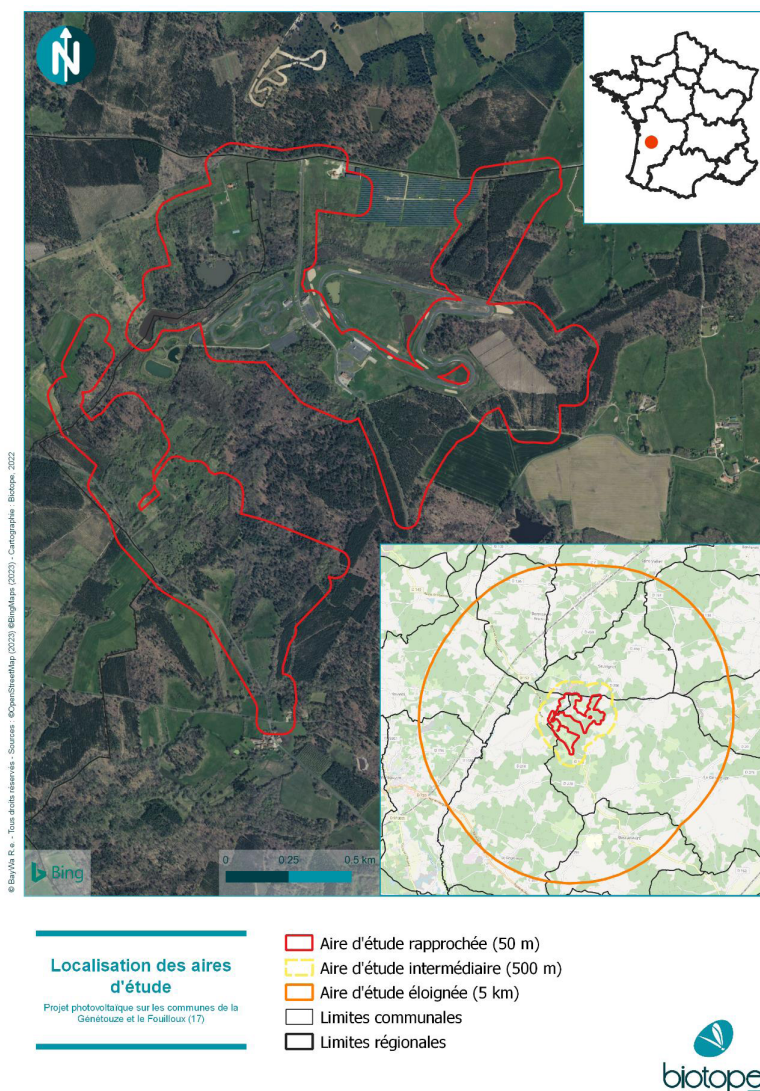 N
© BayWa R.e. - Tous droits réservés - Sources : ©OpenStreetMap (2023) ©BingMaps (2023) - Cartographie : Biotope, 2022
Bing
0 0.25 0.5 km
Localisation des aires
d'étude
Projet photovoltaïque sur les communes de la
Génétouze et le Fouilloux (17)
Aire d'étude rapprochée (50 m)
Aire d'étude intermédiaire (500 m)
Aire d'étude éloignée (5 km)
Limites communales
Limites régionales
biotope